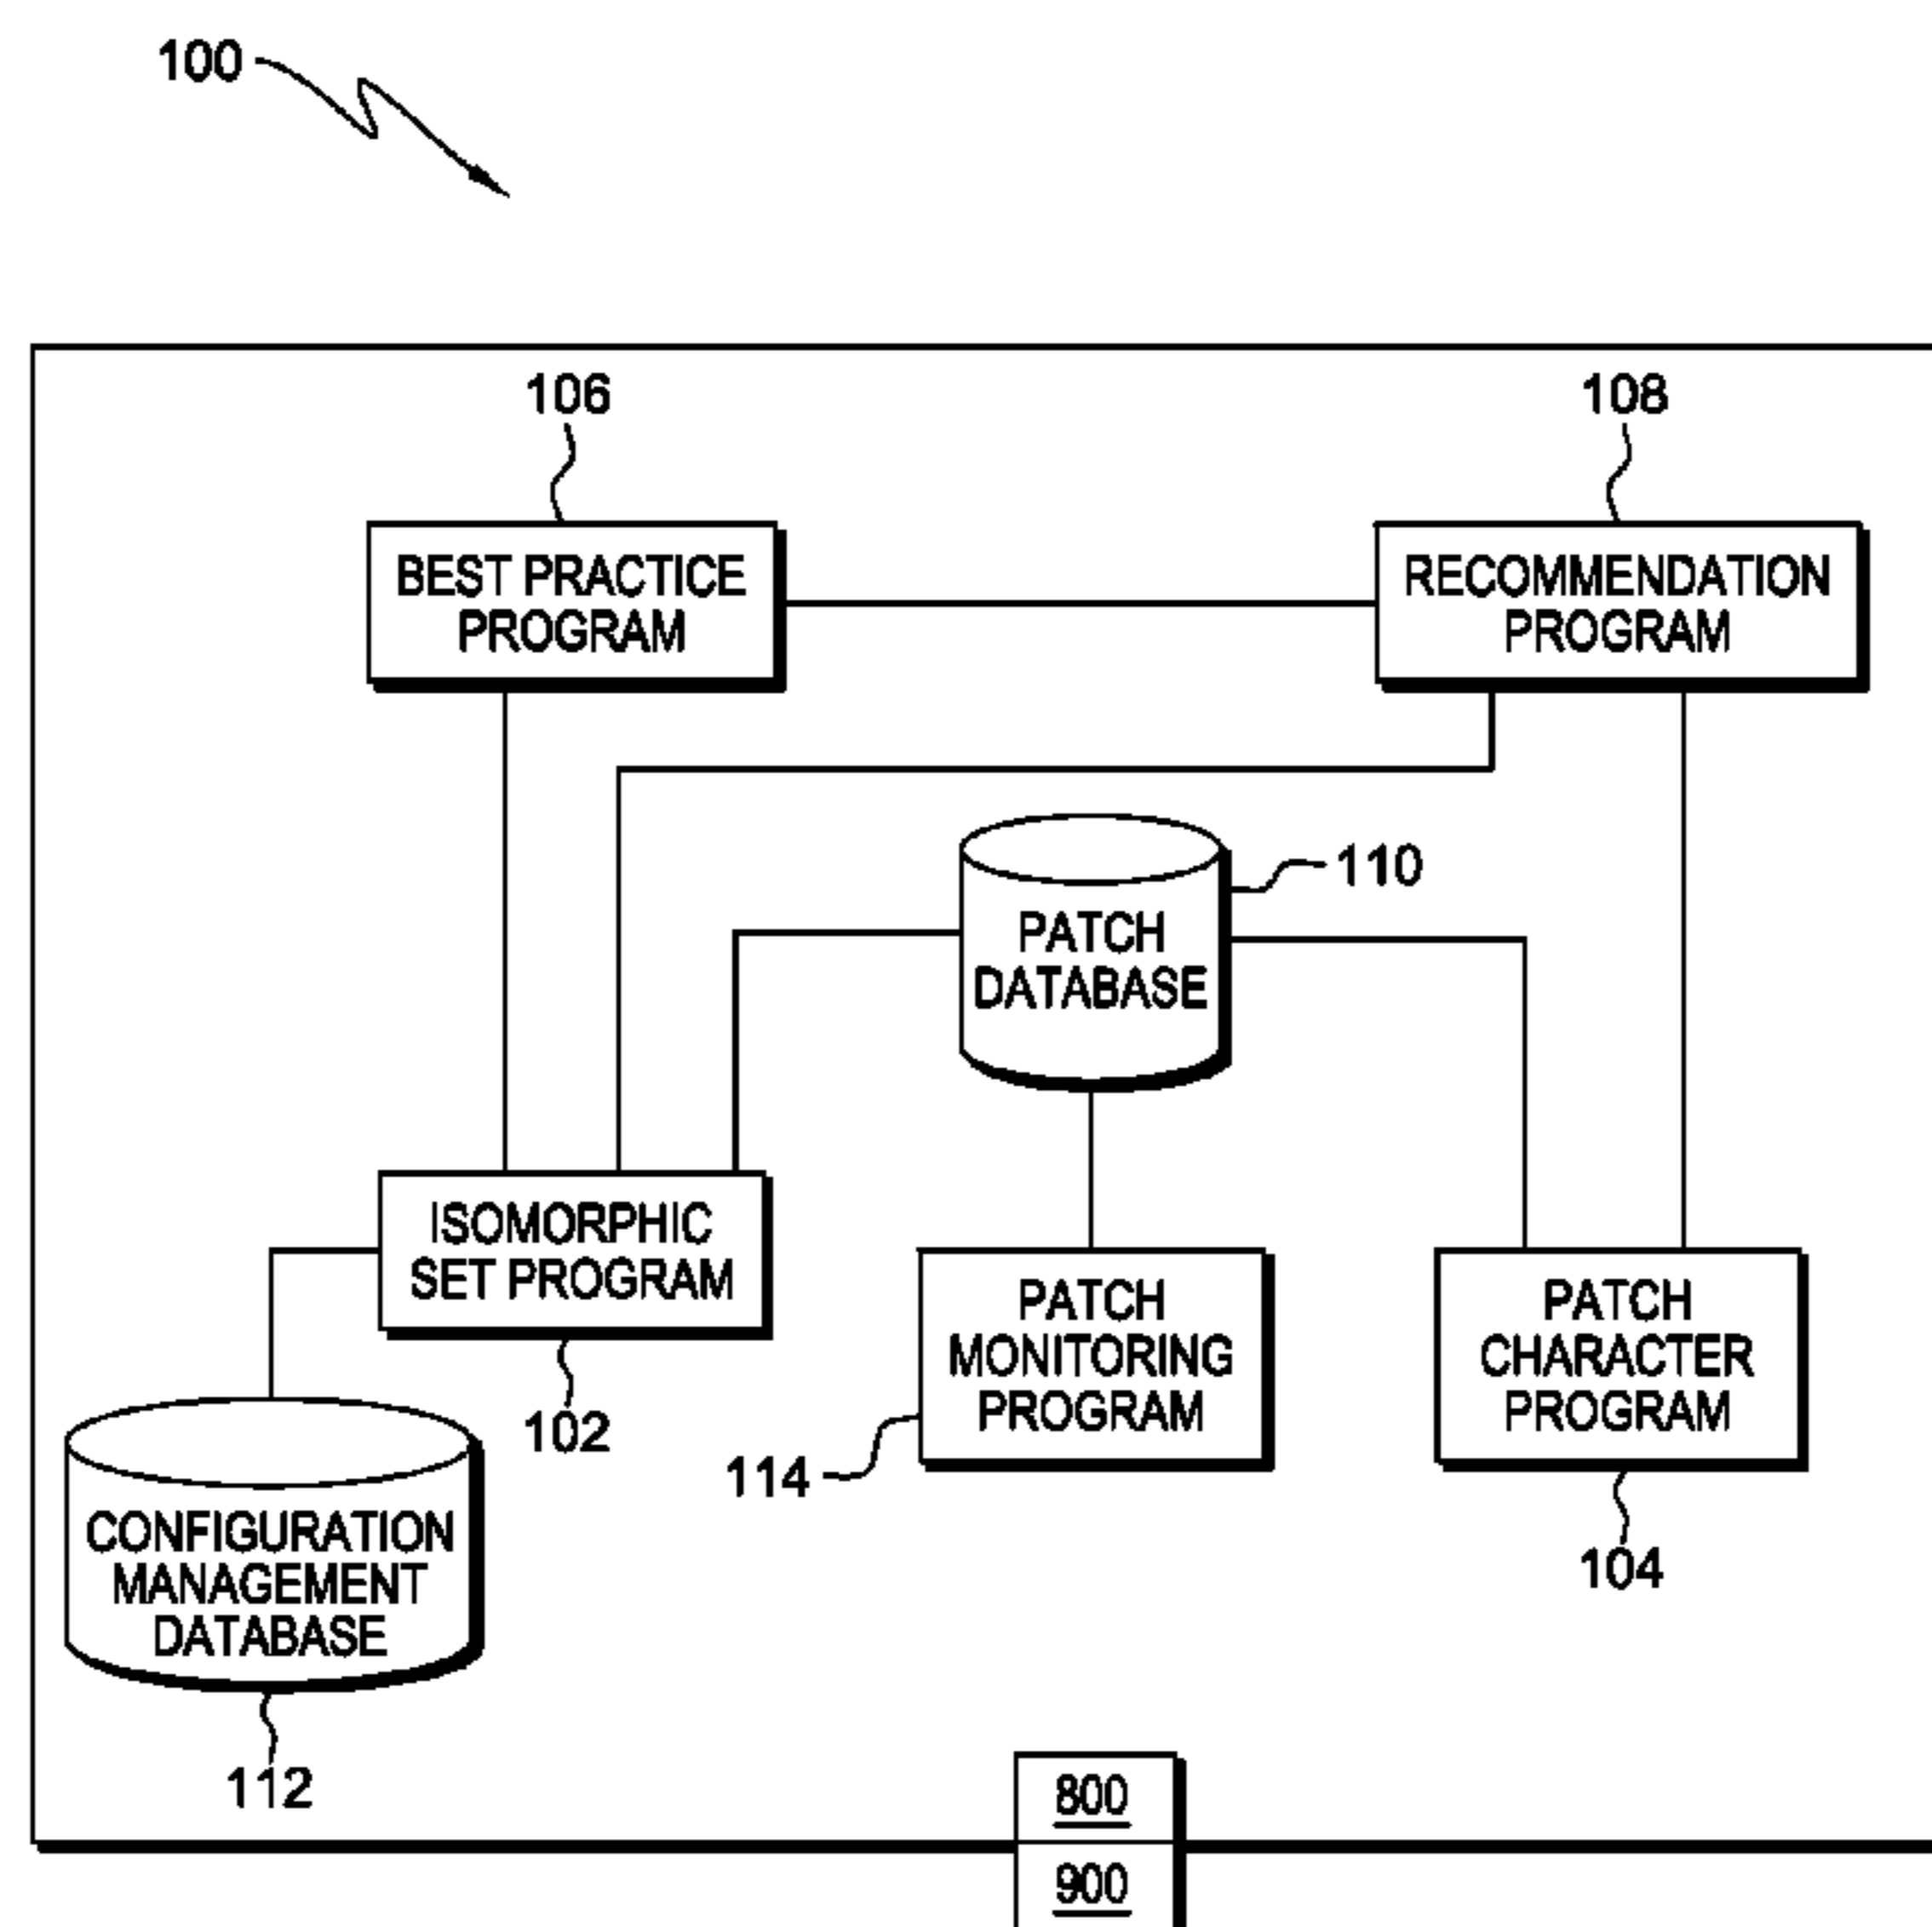 100
106
108
BEST PRACTICE
PROGRAM
RECOMMENDATION
PROGRAM
110
PATCH
DATABASE
ISOMORPHIC
SET PROGRAM
PATCH
MONITORING
PROGRAM
PATCH
CHARACTER
PROGRAM
102
114
104
CONFIGURATION
MANAGEMENT
DATABASE
112
800
900